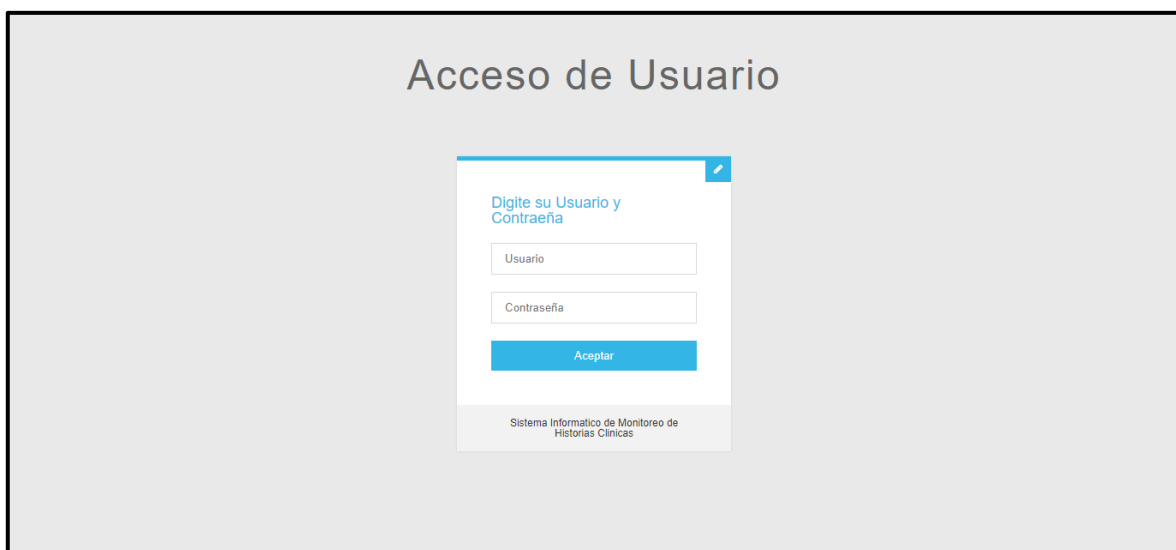 Acceso de Usuario
Digite su Usuario y
Contraeña
Usuario
Contraseña
Aceptar
Sistema Informatico de Monitoreo de
Historias Clinicas